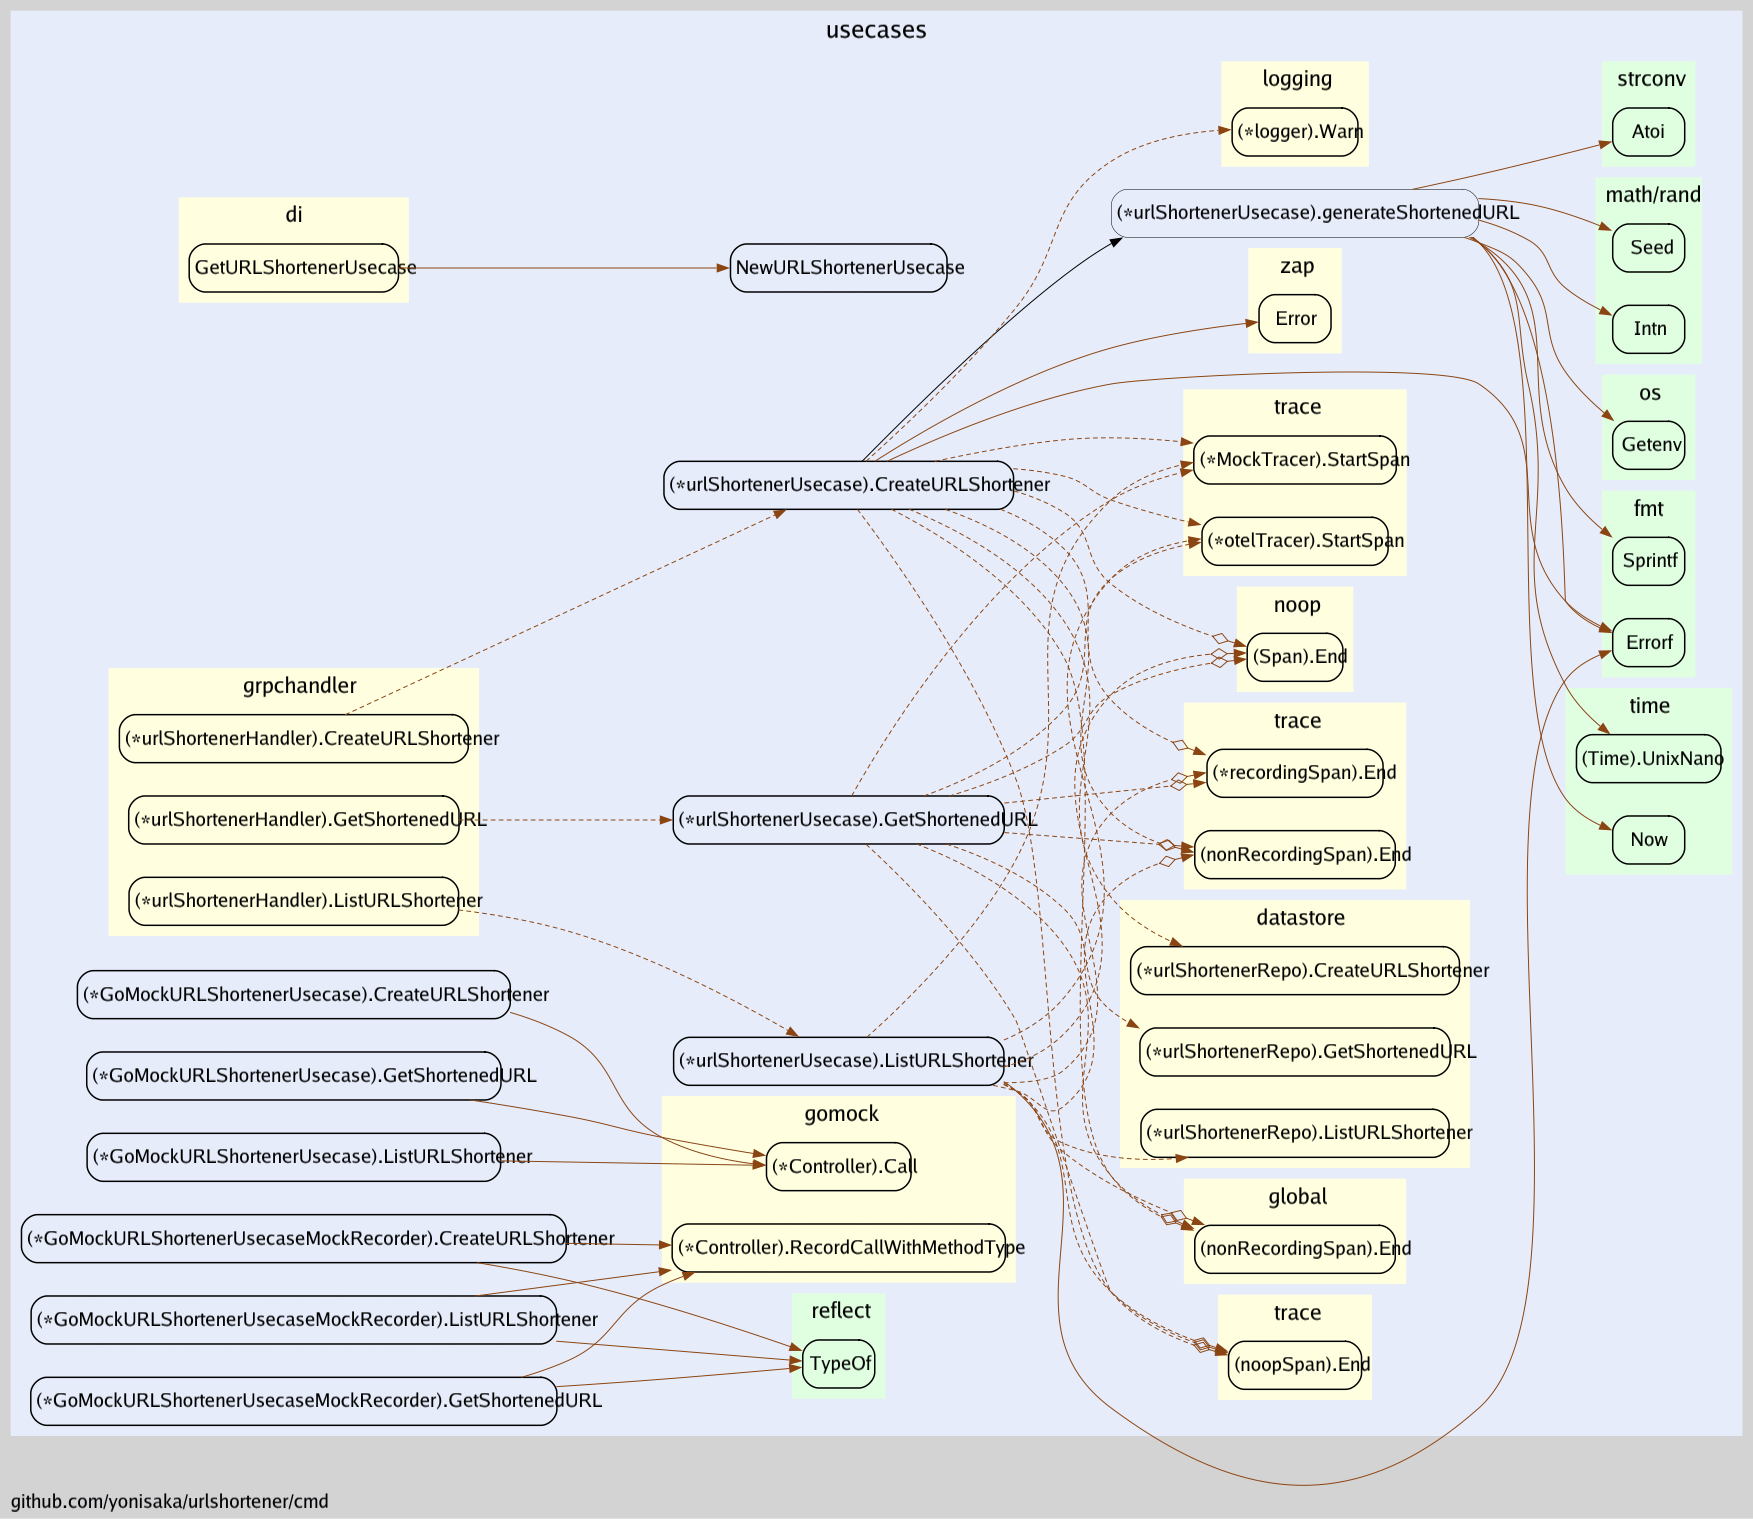 usecases
logging
(*logger).Warn
strconv
Atoi
di
GetURLShortenerUsecase
NewURLShortenerUsecase
(*urlShortenerUsecase).generateShortenedURL
math/rand
Seed
Intn
zap
Error
os
Getenv
trace
(*MockTracer).StartSpan
(*otelTracer).StartSpan
(*urlShortenerUsecase).CreateURLShortener
fmt
Sprintf
Errorf
noop
(Span).End
grpchandler
(*urlShortenerHandler).CreateURLShortener
(*urlShortenerHandler).GetShortenedURL
(*urlShortenerHandler).ListURLShortener
(*urlShortenerUsecase).GetShortenedURL
trace
(*recordingSpan).End
(nonRecordingSpan).End
time
(Time).UnixNano
Now
datastore
(*urlShortenerRepo).CreateURLShortener
(*urlShortenerRepo).GetShortenedURL
(*urlShortenerRepo).ListURLShortener
(*GoMockURLShortenerUsecase).CreateURLShortener
(*GoMockURLShortenerUsecase).GetShortenedURL
(*GoMockURLShortenerUsecase).ListURLShortener
(*urlShortenerUsecase).ListURLShortener
gomock
(*Controller).Call
(*Controller).RecordCallWithMethodType
global
(nonRecordingSpan).End
(*GoMockURLShortenerUsecaseMockRecorder).CreateURLShortener
(*GoMockURLShortenerUsecaseMockRecorder).ListURLShortener
(*GoMockURLShortenerUsecaseMockRecorder).GetShortenedURL
reflect
TypeOf
trace
(noopSpan).End
github.com/yonisaka/urlshortener/cmd